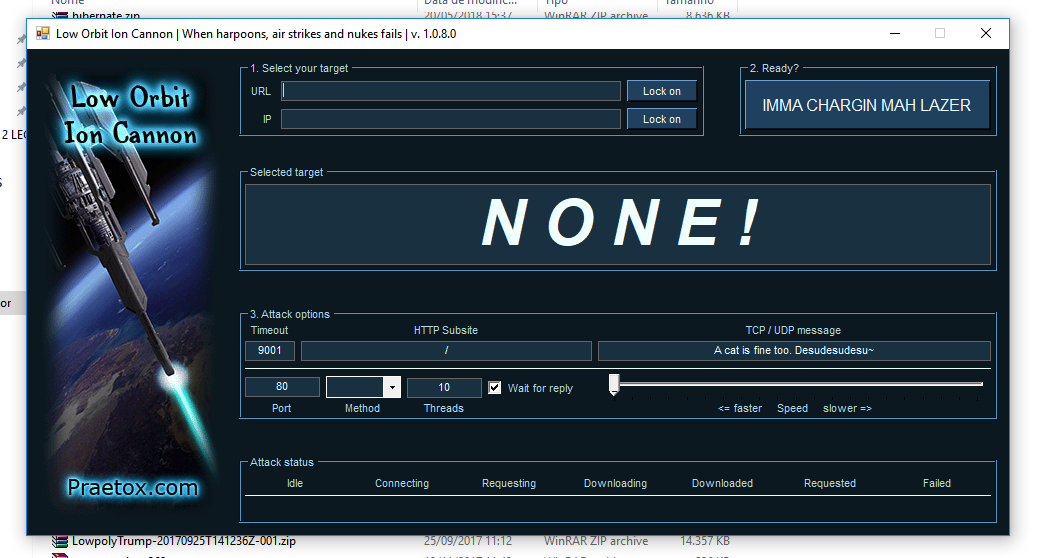 Nome
Data de modific...
Tipo
Tamanho
hibernate.zip
20/05/2018 15:37
WinRAR ZIP archive
8.636 KB
Low Orbit Ion Cannon | When harpoons, air strikes and nukes fails | v. 1.0.8.0
Low Orbit
Ion Cannon
1. Select your target
URL
Lock on
IP
Lock on
2. Ready?
IMMA CHARGIN MAH LAZER
2 LEC
Selected target
NONE!
or
3. Attack options
Timeout
HTTP Subsite
TCP / UDP message
9001
/
A cat is fine too. Desudesudesu~
80
10
Wait for reply
Port
Method
Threads
<= faster
Speed
slower =>
Attack status
Idle
Connecting
Requesting
Downloading
Downloaded
Requested
Failed
Praetox.com
LowpolyTrump-20170925T141236Z-001.zip
25/09/2017 11:12
WinRAR ZIP archive
14.357 KB